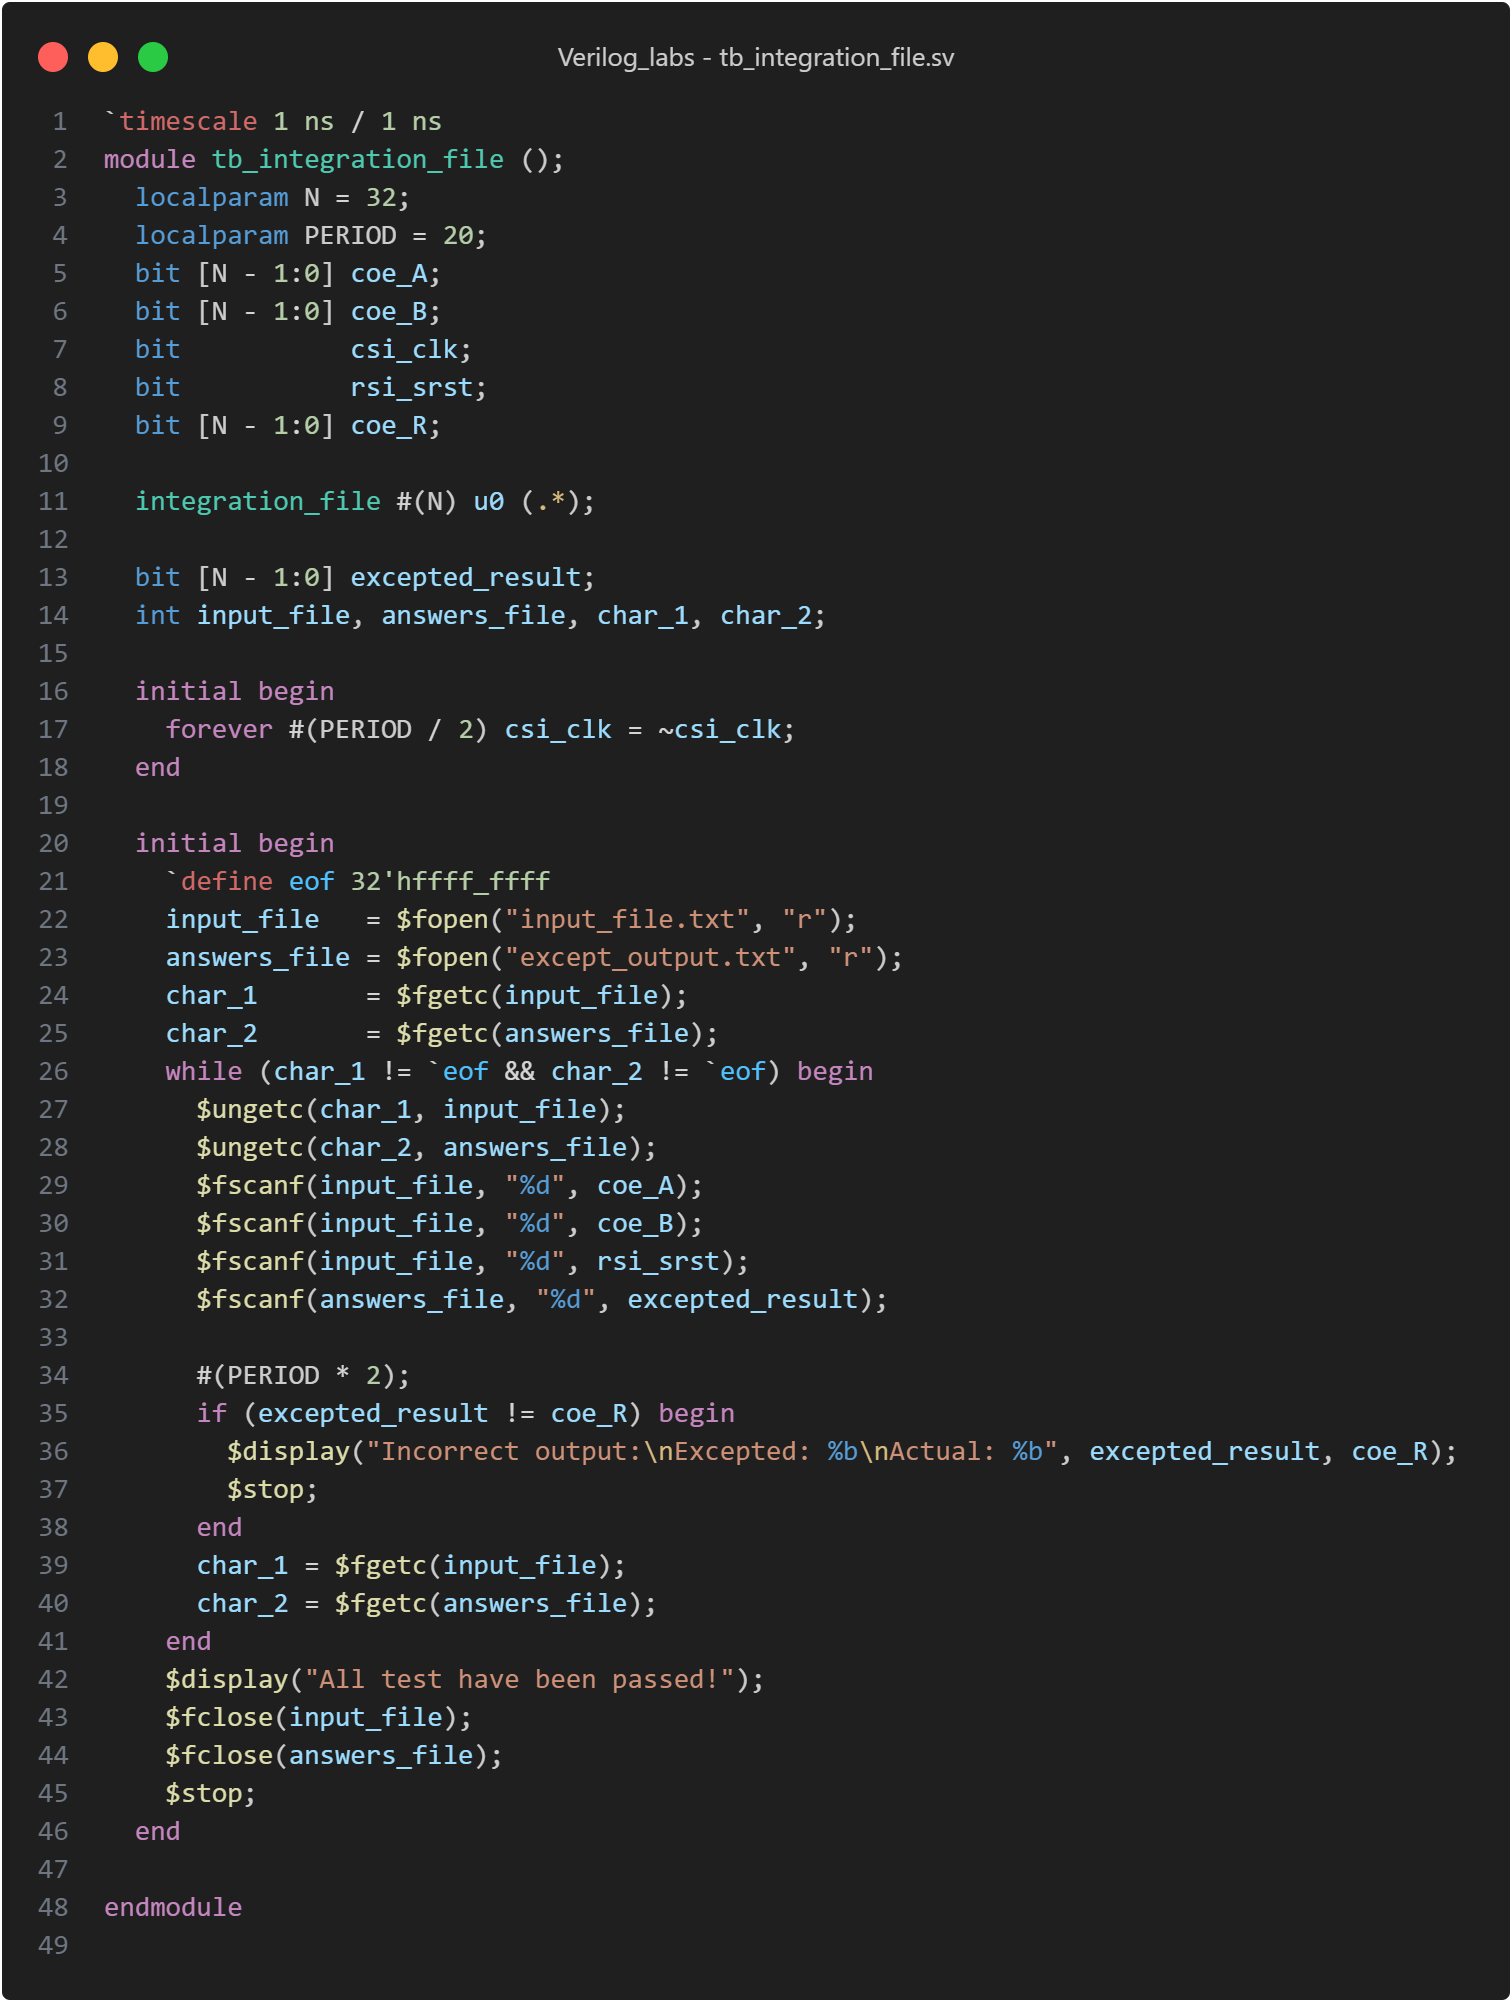 Verilog_labs - tb_integration_file.sv
1 `timescale 1 ns / 1 ns
2 module tb_integration_file ();
3   localparam N = 32;
4   localparam PERIOD = 20;
5   bit [N - 1:0] coe_A;
6   bit [N - 1:0] coe_B;
7   bit           csi_clk;
8   bit           rsi_srst;
9   bit [N - 1:0] coe_R;
10
11   integration_file #(N) u0 (.*);
12
13   bit [N - 1:0] excepted_result;
14   int input_file, answers_file, char_1, char_2;
15
16   initial begin
17     forever #(PERIOD / 2) csi_clk = ~csi_clk;
18   end
19
20   initial begin
21     `define eof 32'hffff_ffff
22     input_file   = $fopen("input_file.txt", "r");
23     answers_file = $fopen("except_output.txt", "r");
24     char_1       = $fgetc(input_file);
25     char_2       = $fgetc(answers_file);
26     while (char_1 != `eof && char_2 != `eof) begin
27       $ungetc(char_1, input_file);
28       $ungetc(char_2, answers_file);
29       $fscanf(input_file, "%d", coe_A);
30       $fscanf(input_file, "%d", coe_B);
31       $fscanf(input_file, "%d", rsi_srst);
32       $fscanf(answers_file, "%d", excepted_result);
33
34       #(PERIOD * 2);
35       if (excepted_result != coe_R) begin
36         $display("Incorrect output:\nExcepted: %b\nActual: %b", excepted_result, coe_R);
37         $stop;
38       end
39       char_1 = $fgetc(input_file);
40       char_2 = $fgetc(answers_file);
41     end
42     $display("All test have been passed!");
43     $fclose(input_file);
44     $fclose(answers_file);
45     $stop;
46   end
47
48 endmodule
49